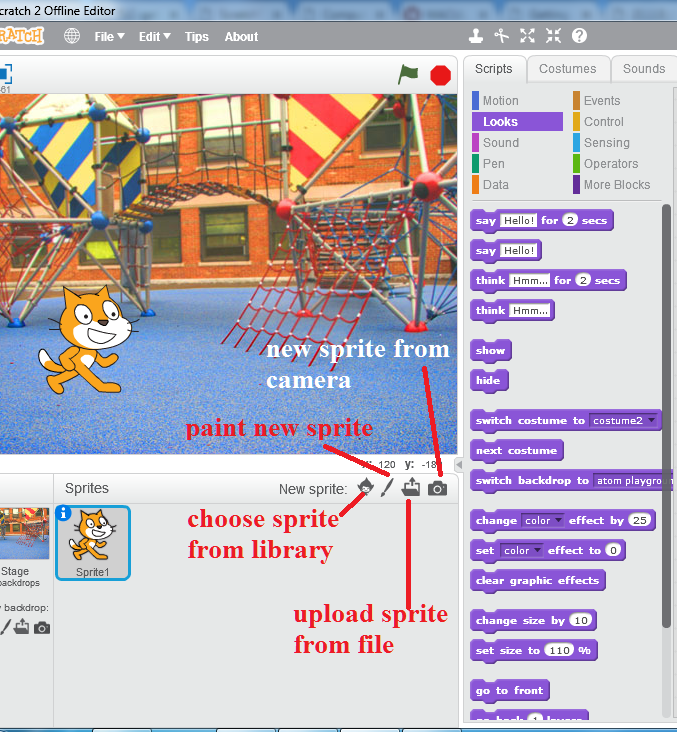 cratch 2 Offline Editor
RATCH File Edit Tips About
61
Scripts Costumes Sounds
Motion Events
Looks Control
Sound Sensing
Pen Operators
Data More Blocks
say Hello! for 2 secs
say Hello!
think Hmm... for 2 secs
think Hmm...
show
hide
switch costume to costume2
next costume
switch backdrop to atom playgro
change color effect by 25
set color effect to 0
clear graphic effects
change size by 10
set size to 110 %
go to front
go back 1 layers
new sprite from
camera
paint new sprite
x: 120 y: -18
Sprites New sprite:
choose sprite
from library
upload sprite
from file
Sprite1
Stage
backdrops
backdrop: